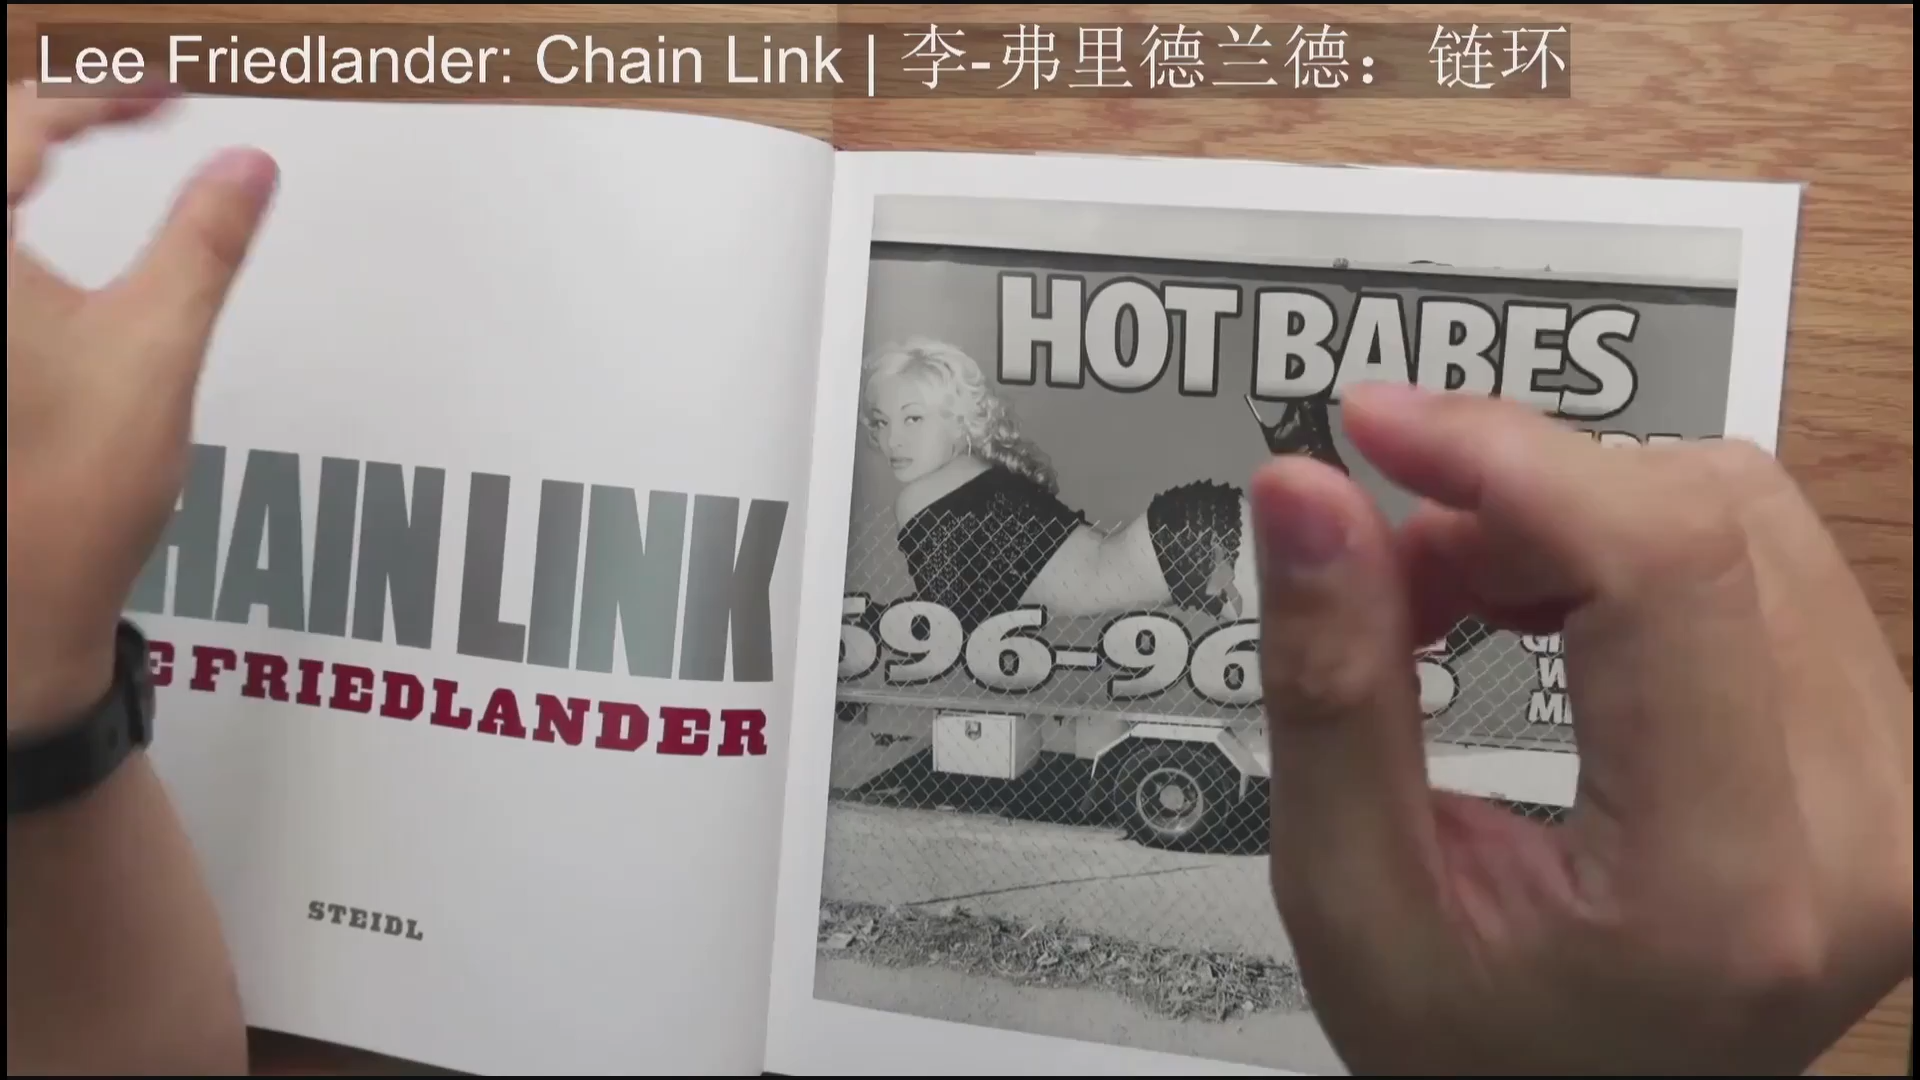 Lee Friedlander: Chain Link | 李-弗里德兰德：链环
HAIN LINK
E FRIEDLANDER
STEIDL
HOT BABES
696-96